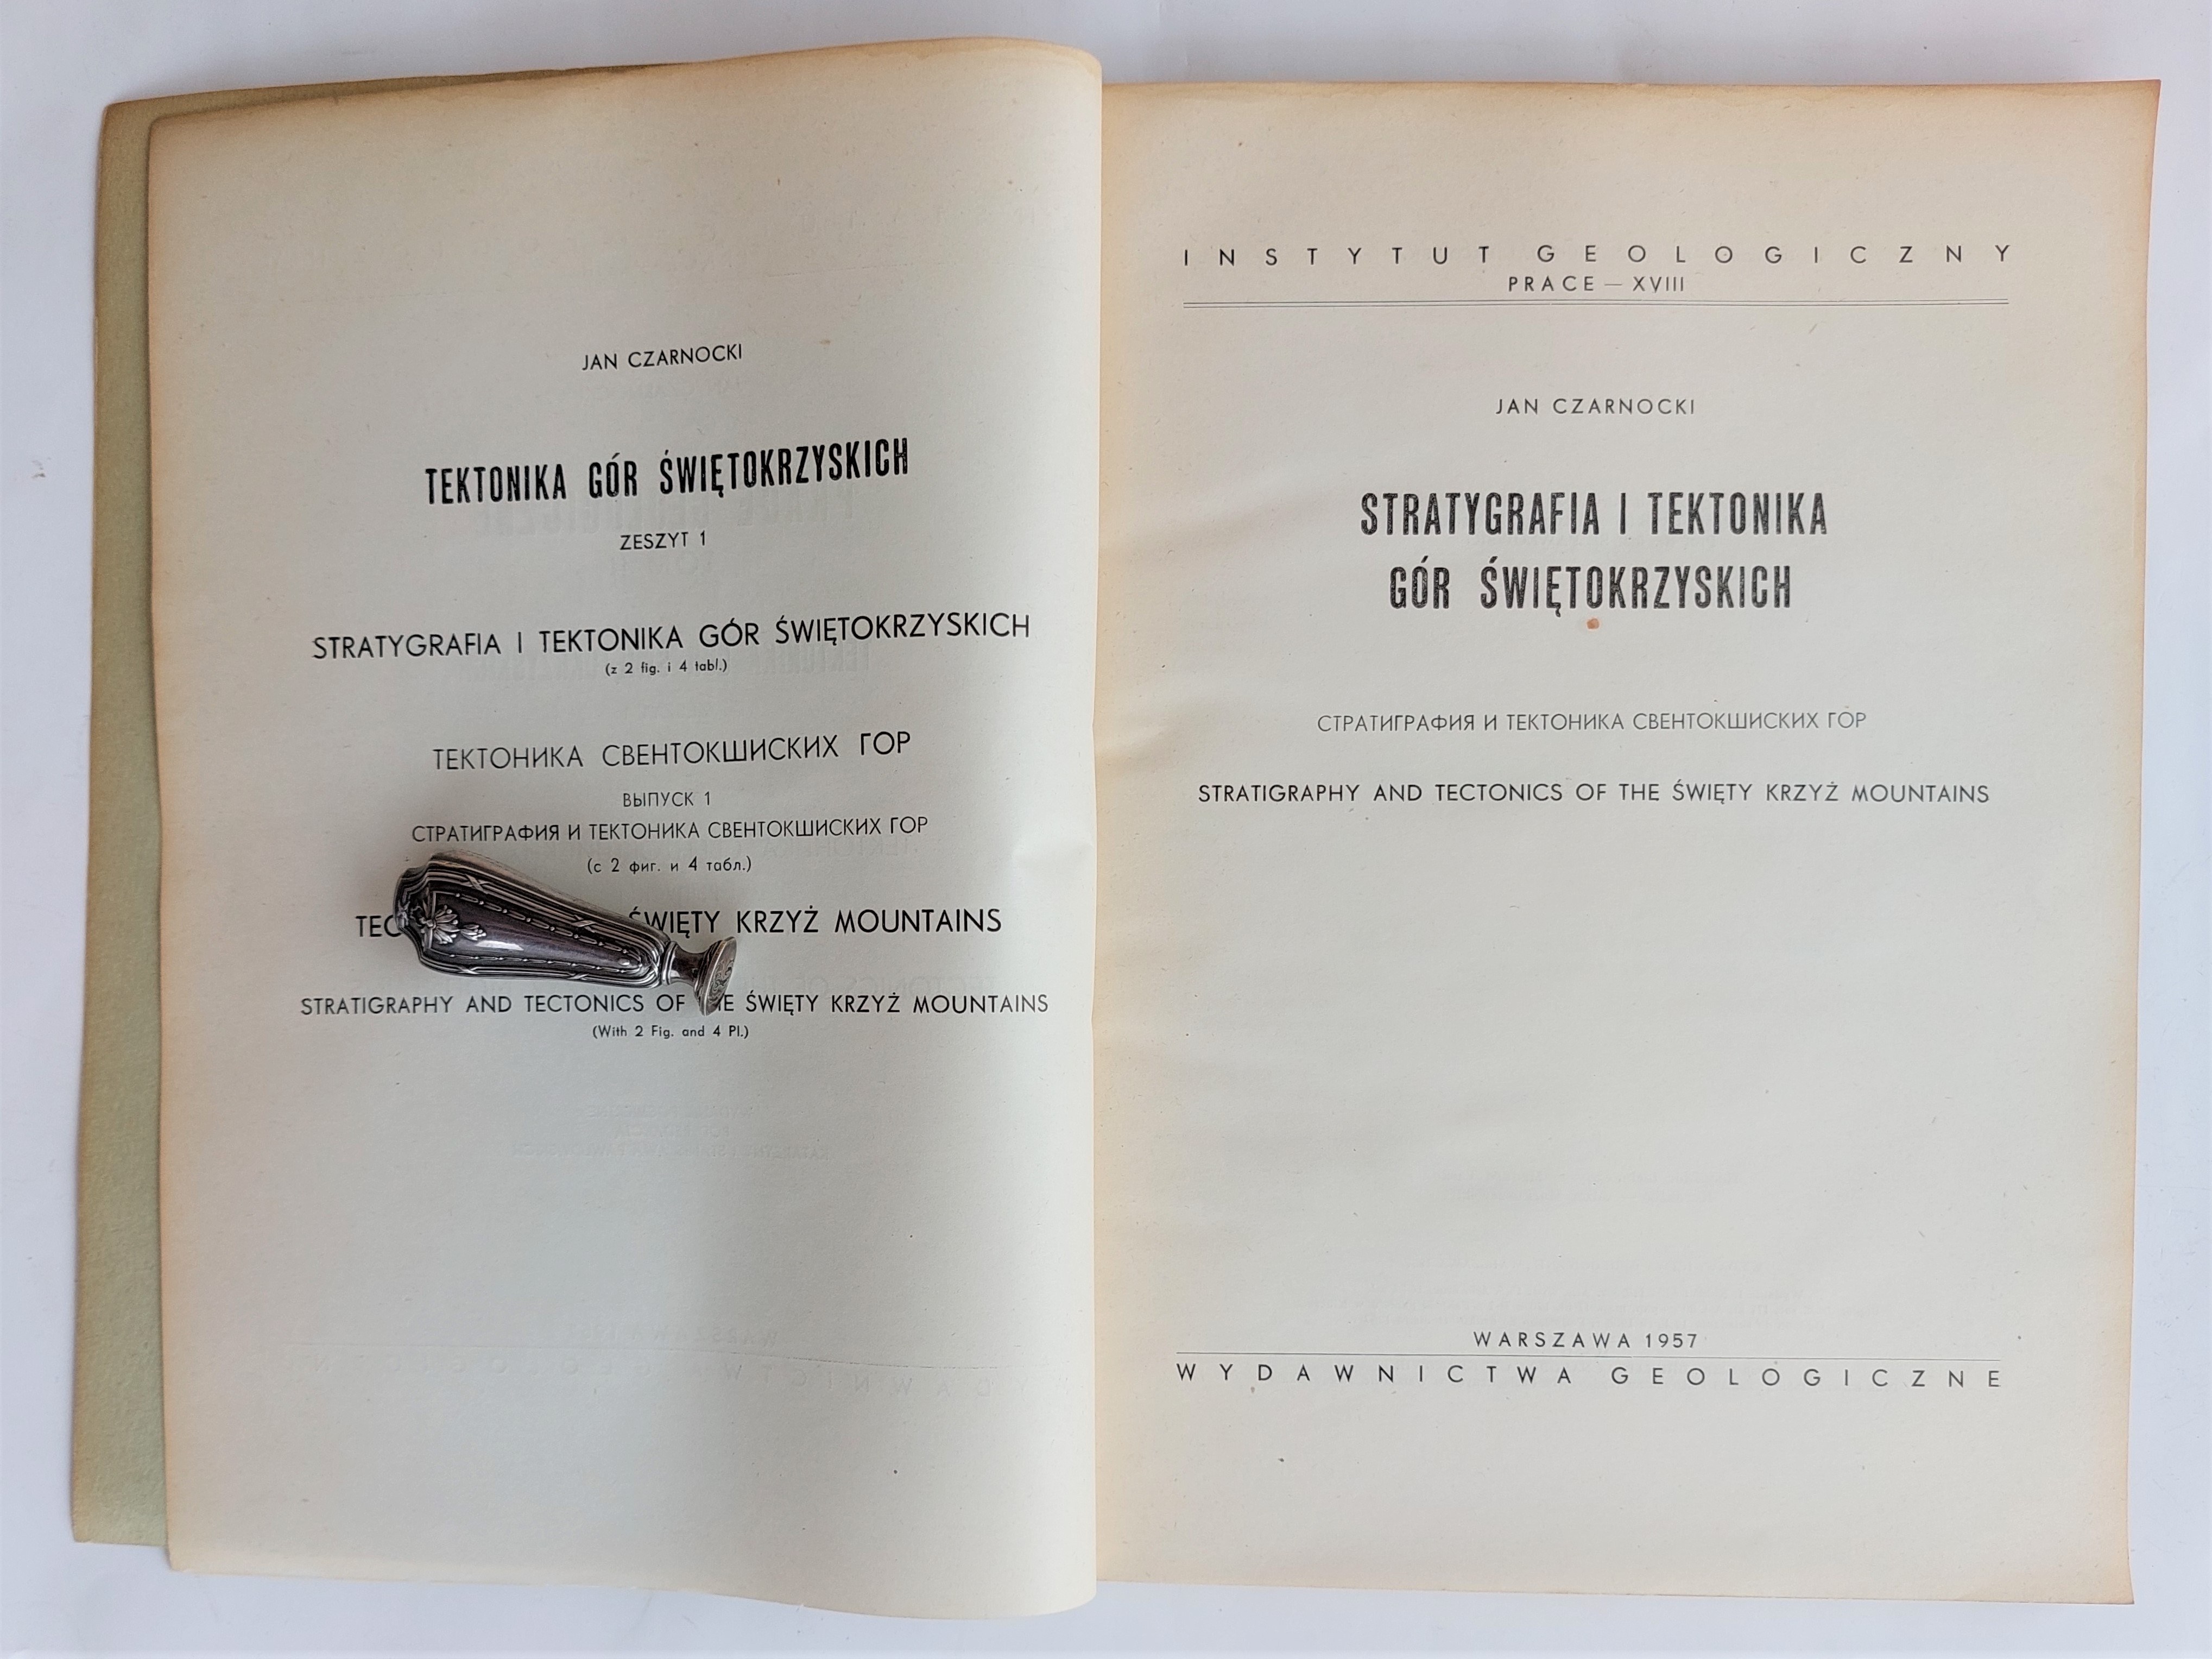 JAN CZARNOCKI
TEKTONIKA GÓR ŚWIĘTOKRZYSKICH
ZESZYT 1
STRATYGRAFIA I TEKTONIKA GÓR ŚWIĘTOKRZYSKICH
(z 2 fig. i 4 tabl.)
ТЕКТОНИКА СВЕНТОКШИСКИХ ГОР
ВЫПУСК 1
СТРАТИГРАФИЯ И ТЕКТОНИКА СВЕНТОКШИСКИХ ГОР
(с 2 фиг. и 4 табл.)
ŚWIĘTY KRZYŻ MOUNTAINS
STRATIGRAPHY AND TECTONICS OF ŚWIĘTY KRZYŻ MOUNTAINS
(With 2 Fig. and 4 Pl.)
INSTYTUT GEOLOGICZNY
PRACE — XVIII
JAN CZARNOCKI
STRATYGRAFIA I TEKTONIKA
GÓR ŚWIĘTOKRZYSKICH
СТРАТИГРАФИЯ И ТЕКТОНИКА СВЕНТОКШИСКИХ ГОР
STRATIGRAPHY AND TECTONICS OF THE ŚWIĘTY KRZYŻ MOUNTAINS
WARSZAWA 1957
WYDAWNICTWA GEOLOGICZNE